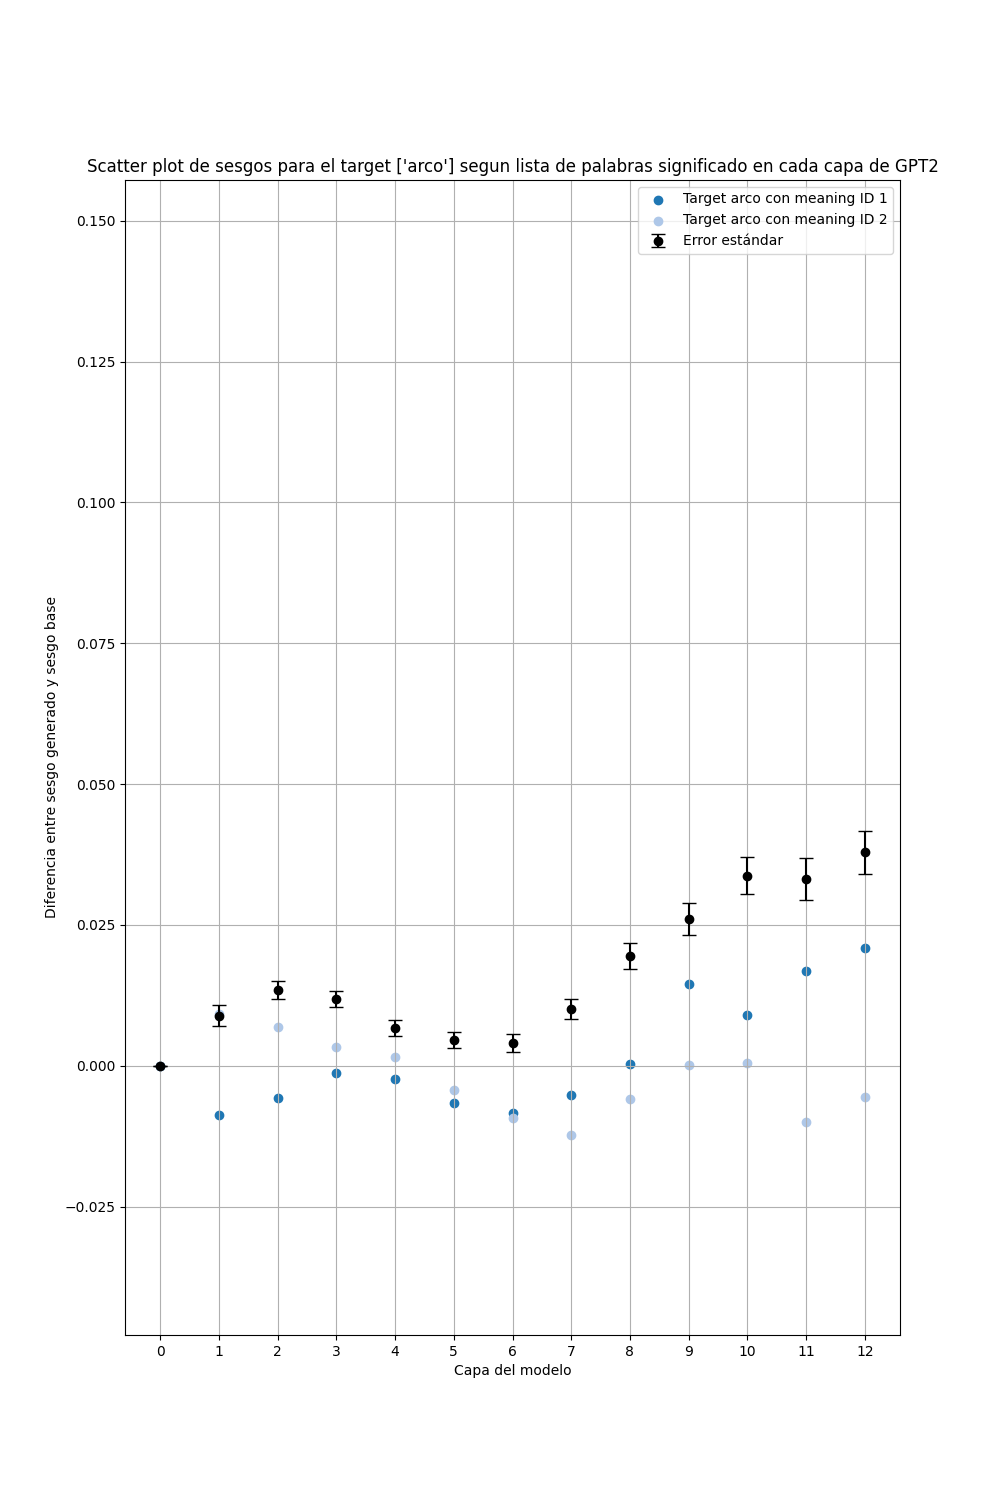 Scatter plot de sesgos para el target ['arco'] segun lista de palabras significado en cada capa de GPT2
Target arco con meaning ID 1
Target arco con meaning ID 2
Error estándar
0.150
0.125
0.100
0.075
0.050
0.025
0.000
−0.025
Diferencia entre sesgo generado y sesgo base
0 1 2 3 4 5 6 7 8 9 10 11 12
Capa del modelo